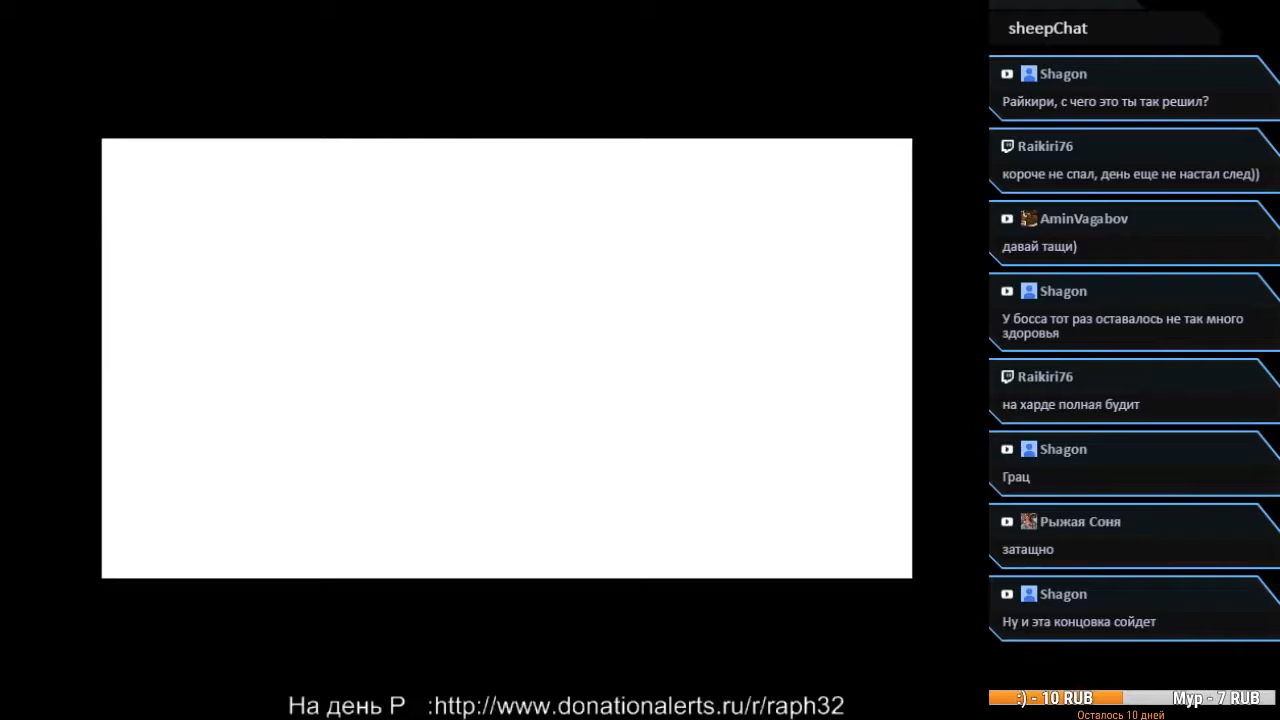 sheepChat
Shagon
Райкири, с чего это ты так решил?
Raikiri76
короче не спал, день еще не настал след))
AminVagabov
давай тащи)
Shagon
У босса тот раз оставалось не так много
здоровья
Raikiri76
на харде полная будит
Shagon
Грац
Рыжая Соня
затащно
Shagon
Ну и эта концовка сойдет
:) - 10 RUB Мур - 7 RUB
Осталось 10 дней
На день Р :http://www.donationalerts.ru/r/raph32